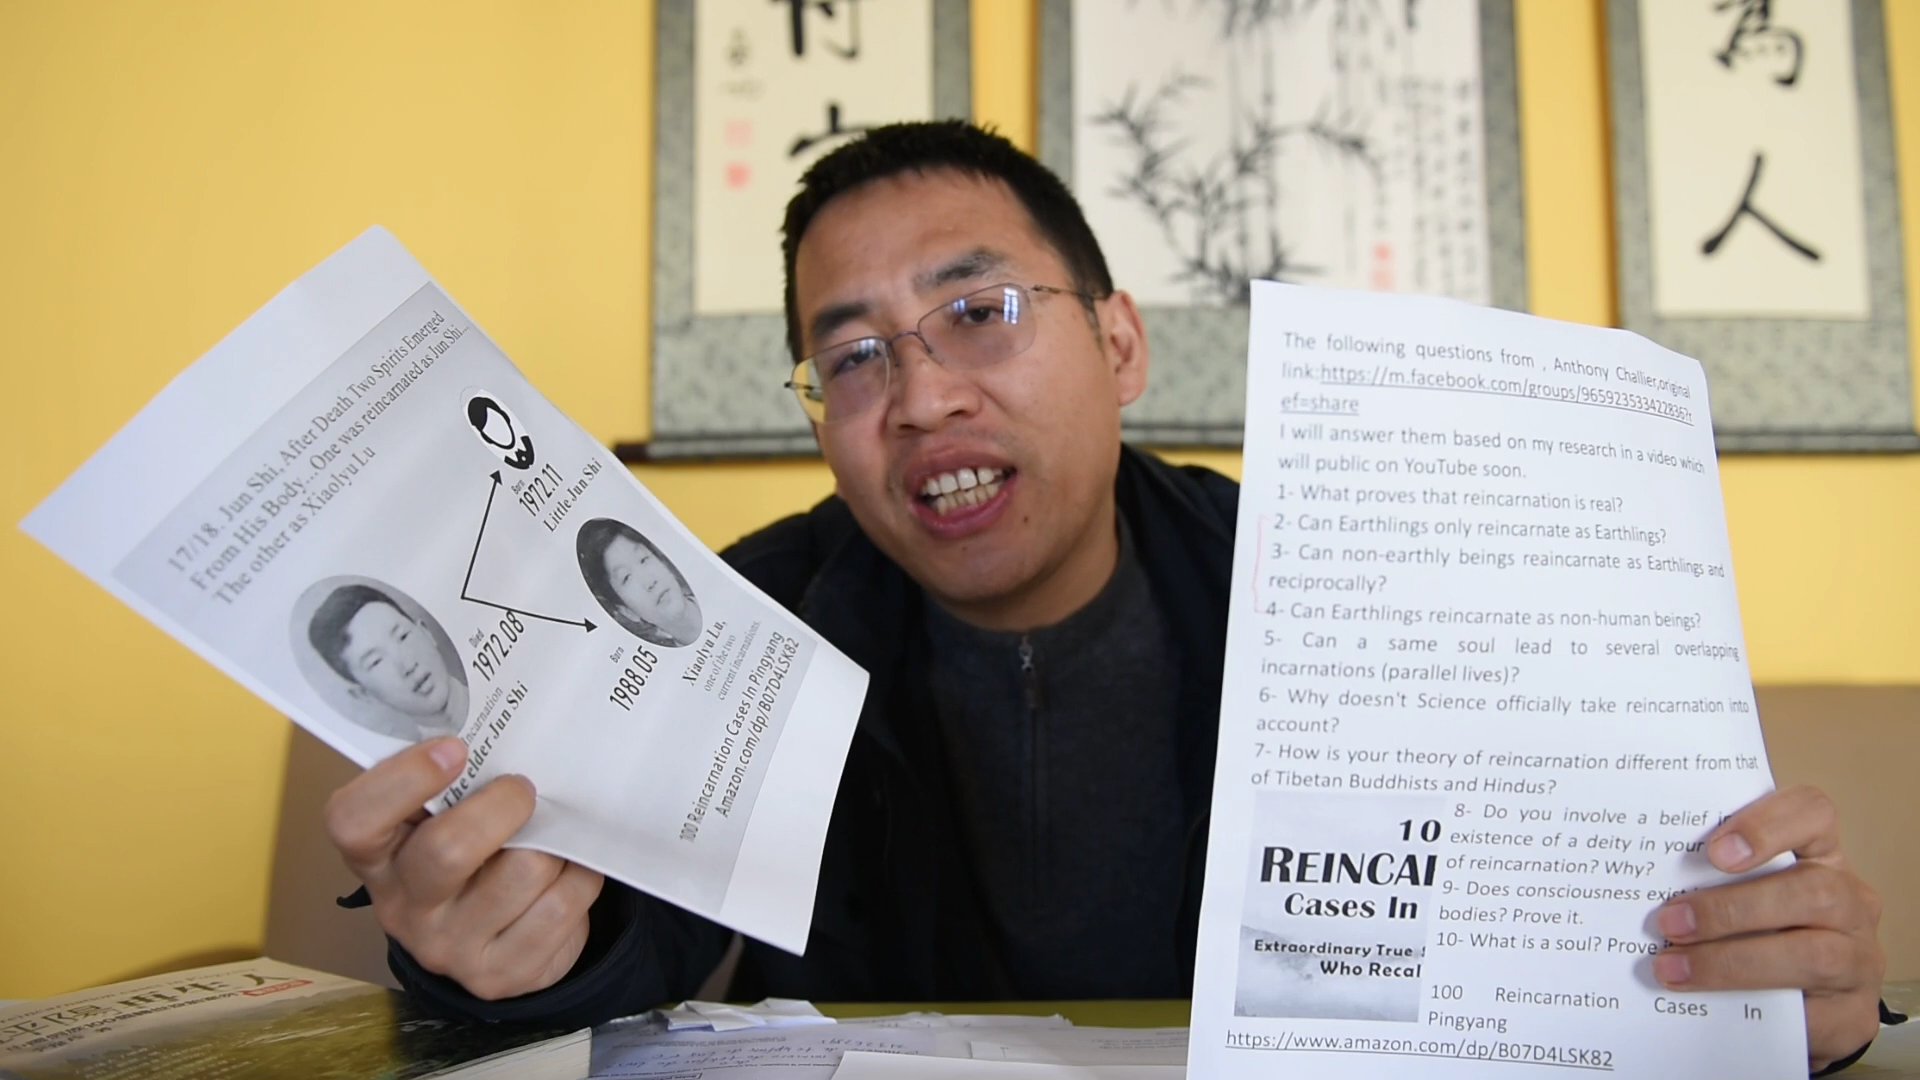 17/18. Jun Shi, After Death Two Spirits Emerged
From His Body...One was reincarnated as Jun Shi...
The other as Xiaolyu Lu
Born
1972.11
Little Jun Shi
Died
1972.08
incarnation
The elder Jun Shi
Born
1988.05
Xiaolyu Lu,
one of the two
current incarnations.
100 Reincarnation Cases In Pingyang
Amazon.com/dp/B07D4LSK82
為
人
The following questions from , Anthony Challier,original
link:https://m.facebook.com/groups/965923533422836?r
ef=share
I will answer them based on my research in a video which
will public on YouTube soon.
1- What proves that reincarnation is real?
2- Can Earthlings only reincarnate as Earthlings?
3- Can non-earthly beings reaincarnate as Earthlings and
reciprocally?
4- Can Earthlings reincarnate as non-human beings?
5- Can a same soul lead to several overlapping
incarnations (parallel lives)?
6- Why doesn't Science officially take reincarnation into
account?
7- How is your theory of reincarnation different from that
of Tibetan Buddhists and Hindus?
8- Do you involve a belief in
existence of a deity in your
of reincarnation? Why?
9- Does consciousness exist
bodies? Prove it.
10- What is a soul? Prove
10
REINCAR
Cases In
Extraordinary True
Who Recal
100 Reincarnation Cases In
Pingyang
https://www.amazon.com/dp/B07D4LSK82